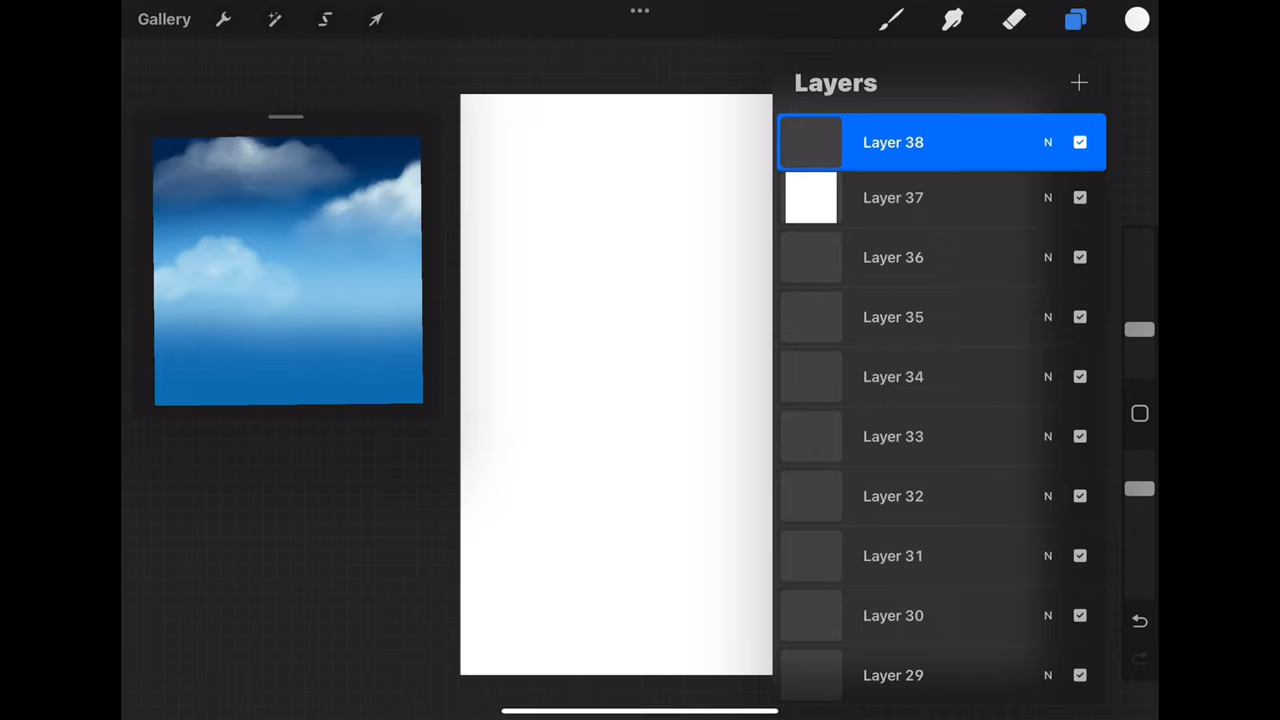 Gallery
Layers
Layer 38 N
Layer 37 N
Layer 36 N
Layer 35 N
Layer 34 N
Layer 33 N
Layer 32 N
Layer 31 N
Layer 30 N
Layer 29 N